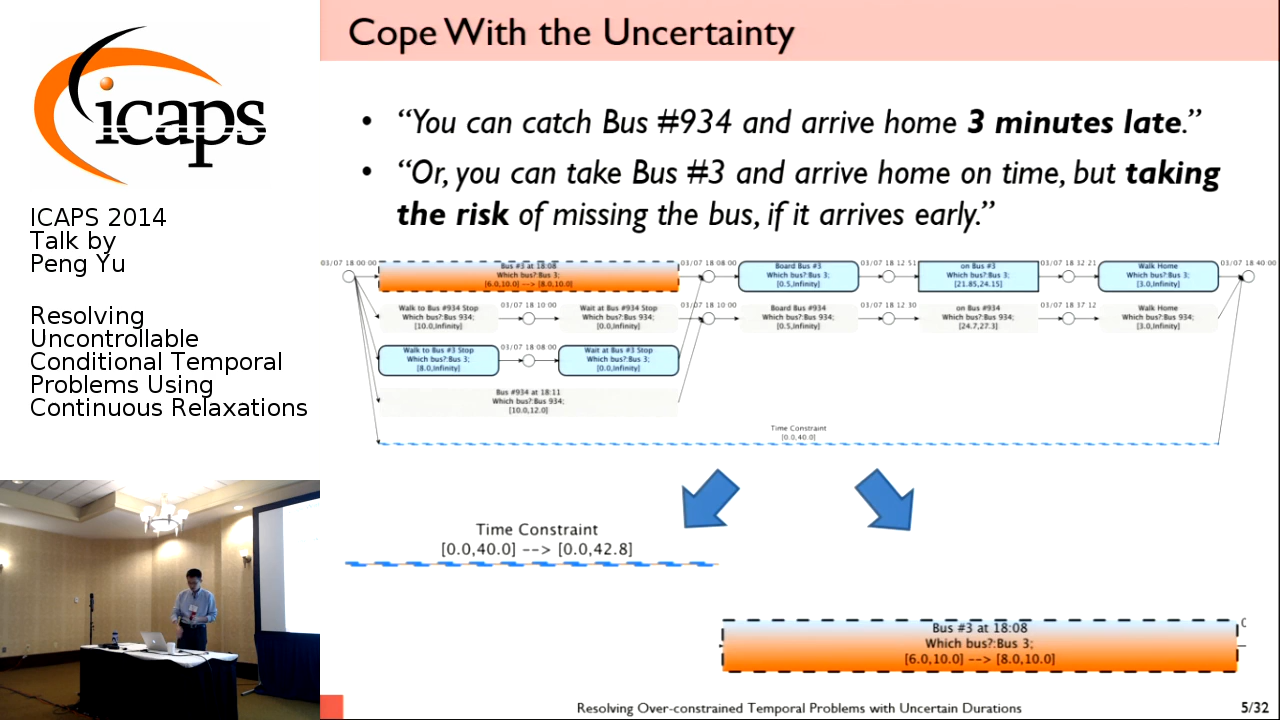 icaps
ICAPS 2014
Talk by
Peng Yu
Resolving
Uncontrollable
Conditional Temporal
Problems Using
Continuous Relaxations
Cope With the Uncertainty
• “You can catch Bus #934 and arrive home 3 minutes late.”
• “Or, you can take Bus #3 and arrive home on time, but taking
the risk of missing the bus, if it arrives early.”
03/07 18 00 00
Bus #3 at 18:08
Which bus?:Bus 3;
[6.0,10.0] --> [8.0,10.0]
03/07 18 08 00
Board Bus #3
Which bus?:Bus 3;
[0.5,Infinity]
03/07 18 12 51
on Bus #3
Which bus?:Bus 3;
[21.85,24.15]
03/07 18 32 21
Walk Home
Which bus?:Bus 3;
[3.0,Infinity]
03/07 18 40 00
Walk to Bus #934 Stop
Which bus?:Bus 934;
[10.0,Infinity]
03/07 18 10 00
Wait at Bus #934 Stop
Which bus?:Bus 934;
[0.0,Infinity]
03/07 18 10 00
Board Bus #934
Which bus?:Bus 934;
[0.5,Infinity]
03/07 18 12 30
on Bus #934
Which bus?:Bus 934;
[24.7,27.3]
03/07 18 37 12
Walk Home
Which bus?:Bus 934;
[3.0,Infinity]
Walk to Bus #3 Stop
Which bus?:Bus 3;
[8.0,Infinity]
03/07 18 08 00
Wait at Bus #3 Stop
Which bus?:Bus 3;
[0.0,Infinity]
Bus #934 at 18:11
Which bus?:Bus 934;
[10.0,12.0]
Time Constraint
[0.0,40.0]
Time Constraint
[0.0,40.0] --> [0.0,42.8]
Bus #3 at 18:08
Which bus?:Bus 3;
[6.0,10.0] --> [8.0,10.0]
Resolving Over-constrained Temporal Problems with Uncertain Durations
5/32